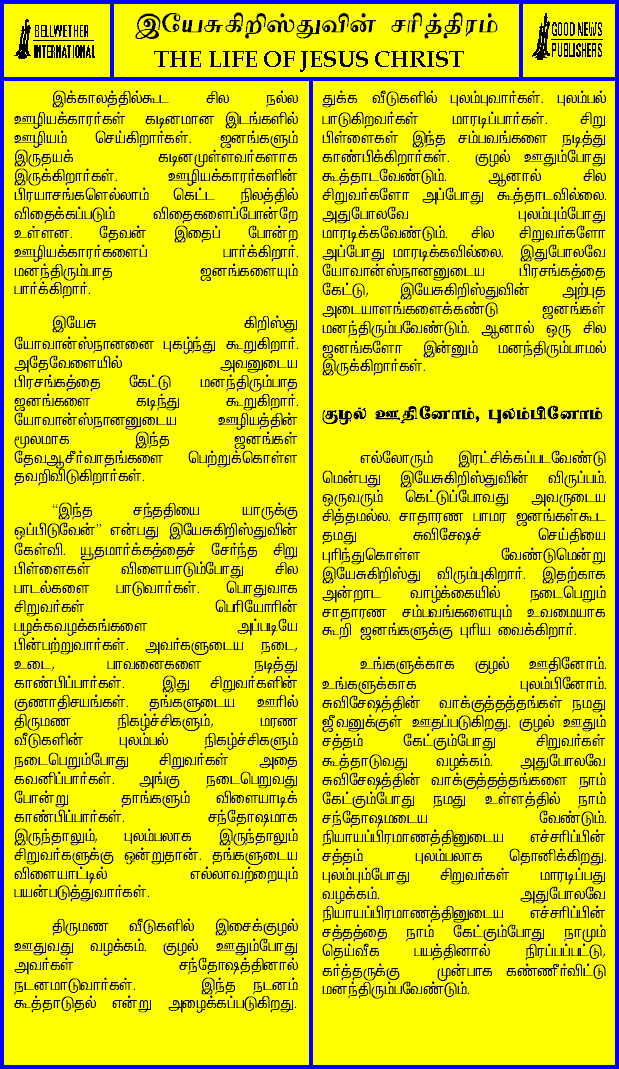 BELLWETHER
INTERNATIONAL
இயேசுகிறிஸ்துவின் சரித்திரம்
THE LIFE OF JESUS CHRIST
GOOD NEWS
PUBLISHERS
இக்காலத்தில்கூட சில நல்ல
ஊழியக்காரர்கள் கடினமான இடங்களில்
ஊழியம் செய்கிறார்கள். ஜனங்களும்
இருதயக் கடினமுள்ளவர்களாக
இருக்கிறார்கள். ஊழியக்காரர்களின்
பிரயாசங்களெல்லாம் கெட்ட நிலத்தில்
விதைக்கப்படும் விதைகளைப்போன்றே
உள்ளன. தேவன் இதைப் போன்ற
ஊழியக்காரர்களைப் பார்க்கிறார்.
மனந்திரும்பாத ஜனங்களையும்
பார்க்கிறார்.
இயேசு கிறிஸ்து
யோவான்ஸ்நானனை புகழ்ந்து கூறுகிறார்.
அதேவேளையில் அவனுடைய
பிரசங்கத்தை கேட்டு மனந்திரும்பாத
ஜனங்களை கடிந்து கூறுகிறார்.
யோவான்ஸ்நானனுடைய ஊழியத்தின்
மூலமாக இந்த ஜனங்கள்
தேவஆசீர்வாதங்களை பெற்றுக்கொள்ள
தவறிவிடுகிறார்கள்.
“இந்த சந்ததியை யாருக்கு
ஒப்பிடுவேன்” என்பது இயேசுகிறிஸ்துவின்
கேள்வி. யூதமார்க்கத்தைச் சேர்ந்த சிறு
பிள்ளைகள் விளையாடும்போது சில
பாடல்களை பாடுவார்கள். பொதுவாக
சிறுவர்கள் பெரியோரின்
பழக்கவழக்கங்களை அப்படியே
பின்பற்றுவார்கள். அவர்களுடைய நடை,
உடை, பாவனைகளை நடித்து
காண்பிப்பார்கள். இது சிறுவர்களின்
குணாதிசயங்கள். தங்களுடைய ஊரில்
திருமண நிகழ்ச்சிகளும், மரண
வீடுகளின் புலம்பல் நிகழ்ச்சிகளும்
நடைபெறும்போது சிறுவர்கள் அதை
கவனிப்பார்கள். அங்கு நடைபெறுவது
போன்று தாங்களும் விளையாடிக்
காண்பிப்பார்கள். சந்தோஷமாக
இருந்தாலும், புலம்பலாக இருந்தாலும்
சிறுவர்களுக்கு ஒன்றுதான். தங்களுடைய
விளையாட்டில் எல்லாவற்றையும்
பயன்படுத்துவார்கள்.
திருமண வீடுகளில் இசைக்குழல்
ஊதுவது வழக்கம். குழல் ஊதும்போது
அவர்கள் சந்தோஷத்தினால்
நடனமாடுவார்கள். இந்த நடனம்
கூத்தாடுதல் என்று அழைக்கப்படுகிறது.
துக்க வீடுகளில் புலம்புவார்கள். புலம்பல்
பாடுகிறவர்கள் மாரடிப்பார்கள். சிறு
பிள்ளைகள் இந்த சம்பவங்களை நடித்து
காண்பிக்கிறார்கள். குழல் ஊதும்போது
கூத்தாடவேண்டும். ஆனால் சில
சிறுவர்களோ அப்போது கூத்தாடவில்லை.
அதுபோலவே புலம்பும்போது
மாரடிக்கவேண்டும். சில சிறுவர்களோ
அப்போது மாரடிக்கவில்லை. இதுபோலவே
யோவான்ஸ்நானனுடைய பிரசங்கத்தை
கேட்டு, இயேசுகிறிஸ்துவின் அற்புத
அடையாளங்களைக்கண்டு ஜனங்கள்
மனந்திரும்பவேண்டும். ஆனால் ஒரு சில
ஜனங்களோ இன்னும் மனந்திரும்பாமல்
இருக்கிறார்கள்.
குழல் ஊதினோம், புலம்பினோம்
எல்லோரும் இரட்சிக்கப்படவேண்டு
மென்பது இயேசுகிறிஸ்துவின் விருப்பம்.
ஒருவரும் கெட்டுப்போவது அவருடைய
சித்தமல்ல. சாதாரண பாமர ஜனங்கள்கூட
தமது சுவிசேஷச் செய்தியை
புரிந்துகொள்ள வேண்டுமென்று
இயேசுகிறிஸ்து விரும்புகிறார். இதற்காக
அன்றாட வாழ்க்கையில் நடைபெறும்
சாதாரண சம்பவங்களையும் உவமையாக
கூறி ஜனங்களுக்கு புரிய வைக்கிறார்.
உங்களுக்காக குழல் ஊதினோம்.
உங்களுக்காக புலம்பினோம்.
சுவிசேஷத்தின் வாக்குத்தத்தங்கள் நமது
ஜீவனுக்குள் ஊதப்படுகிறது. குழல் ஊதும்
சத்தம் கேட்கும்போது சிறுவர்கள்
கூத்தாடுவது வழக்கம். அதுபோலவே
சுவிசேஷத்தின் வாக்குத்தத்தங்களை நாம்
கேட்கும்போது நமது உள்ளத்தில் நாம்
சந்தோஷமடைய வேண்டும்.
நியாயப்பிரமாணத்தினுடைய எச்சரிப்பின்
சத்தம் புலம்பலாக தொனிக்கிறது.
புலம்பும்போது சிறுவர்கள் மாரடிப்பது
வழக்கம். அதுபோலவே
நியாயப்பிரமாணத்தினுடைய எச்சரிப்பின்
சத்தத்தை நாம் கேட்கும்போது நாமும்
தெய்வீக பயத்தினால் நிரப்பப்பட்டு,
கர்த்தருக்கு முன்பாக கண்ணீர்விட்டு
மனந்திரும்பவேண்டும்.